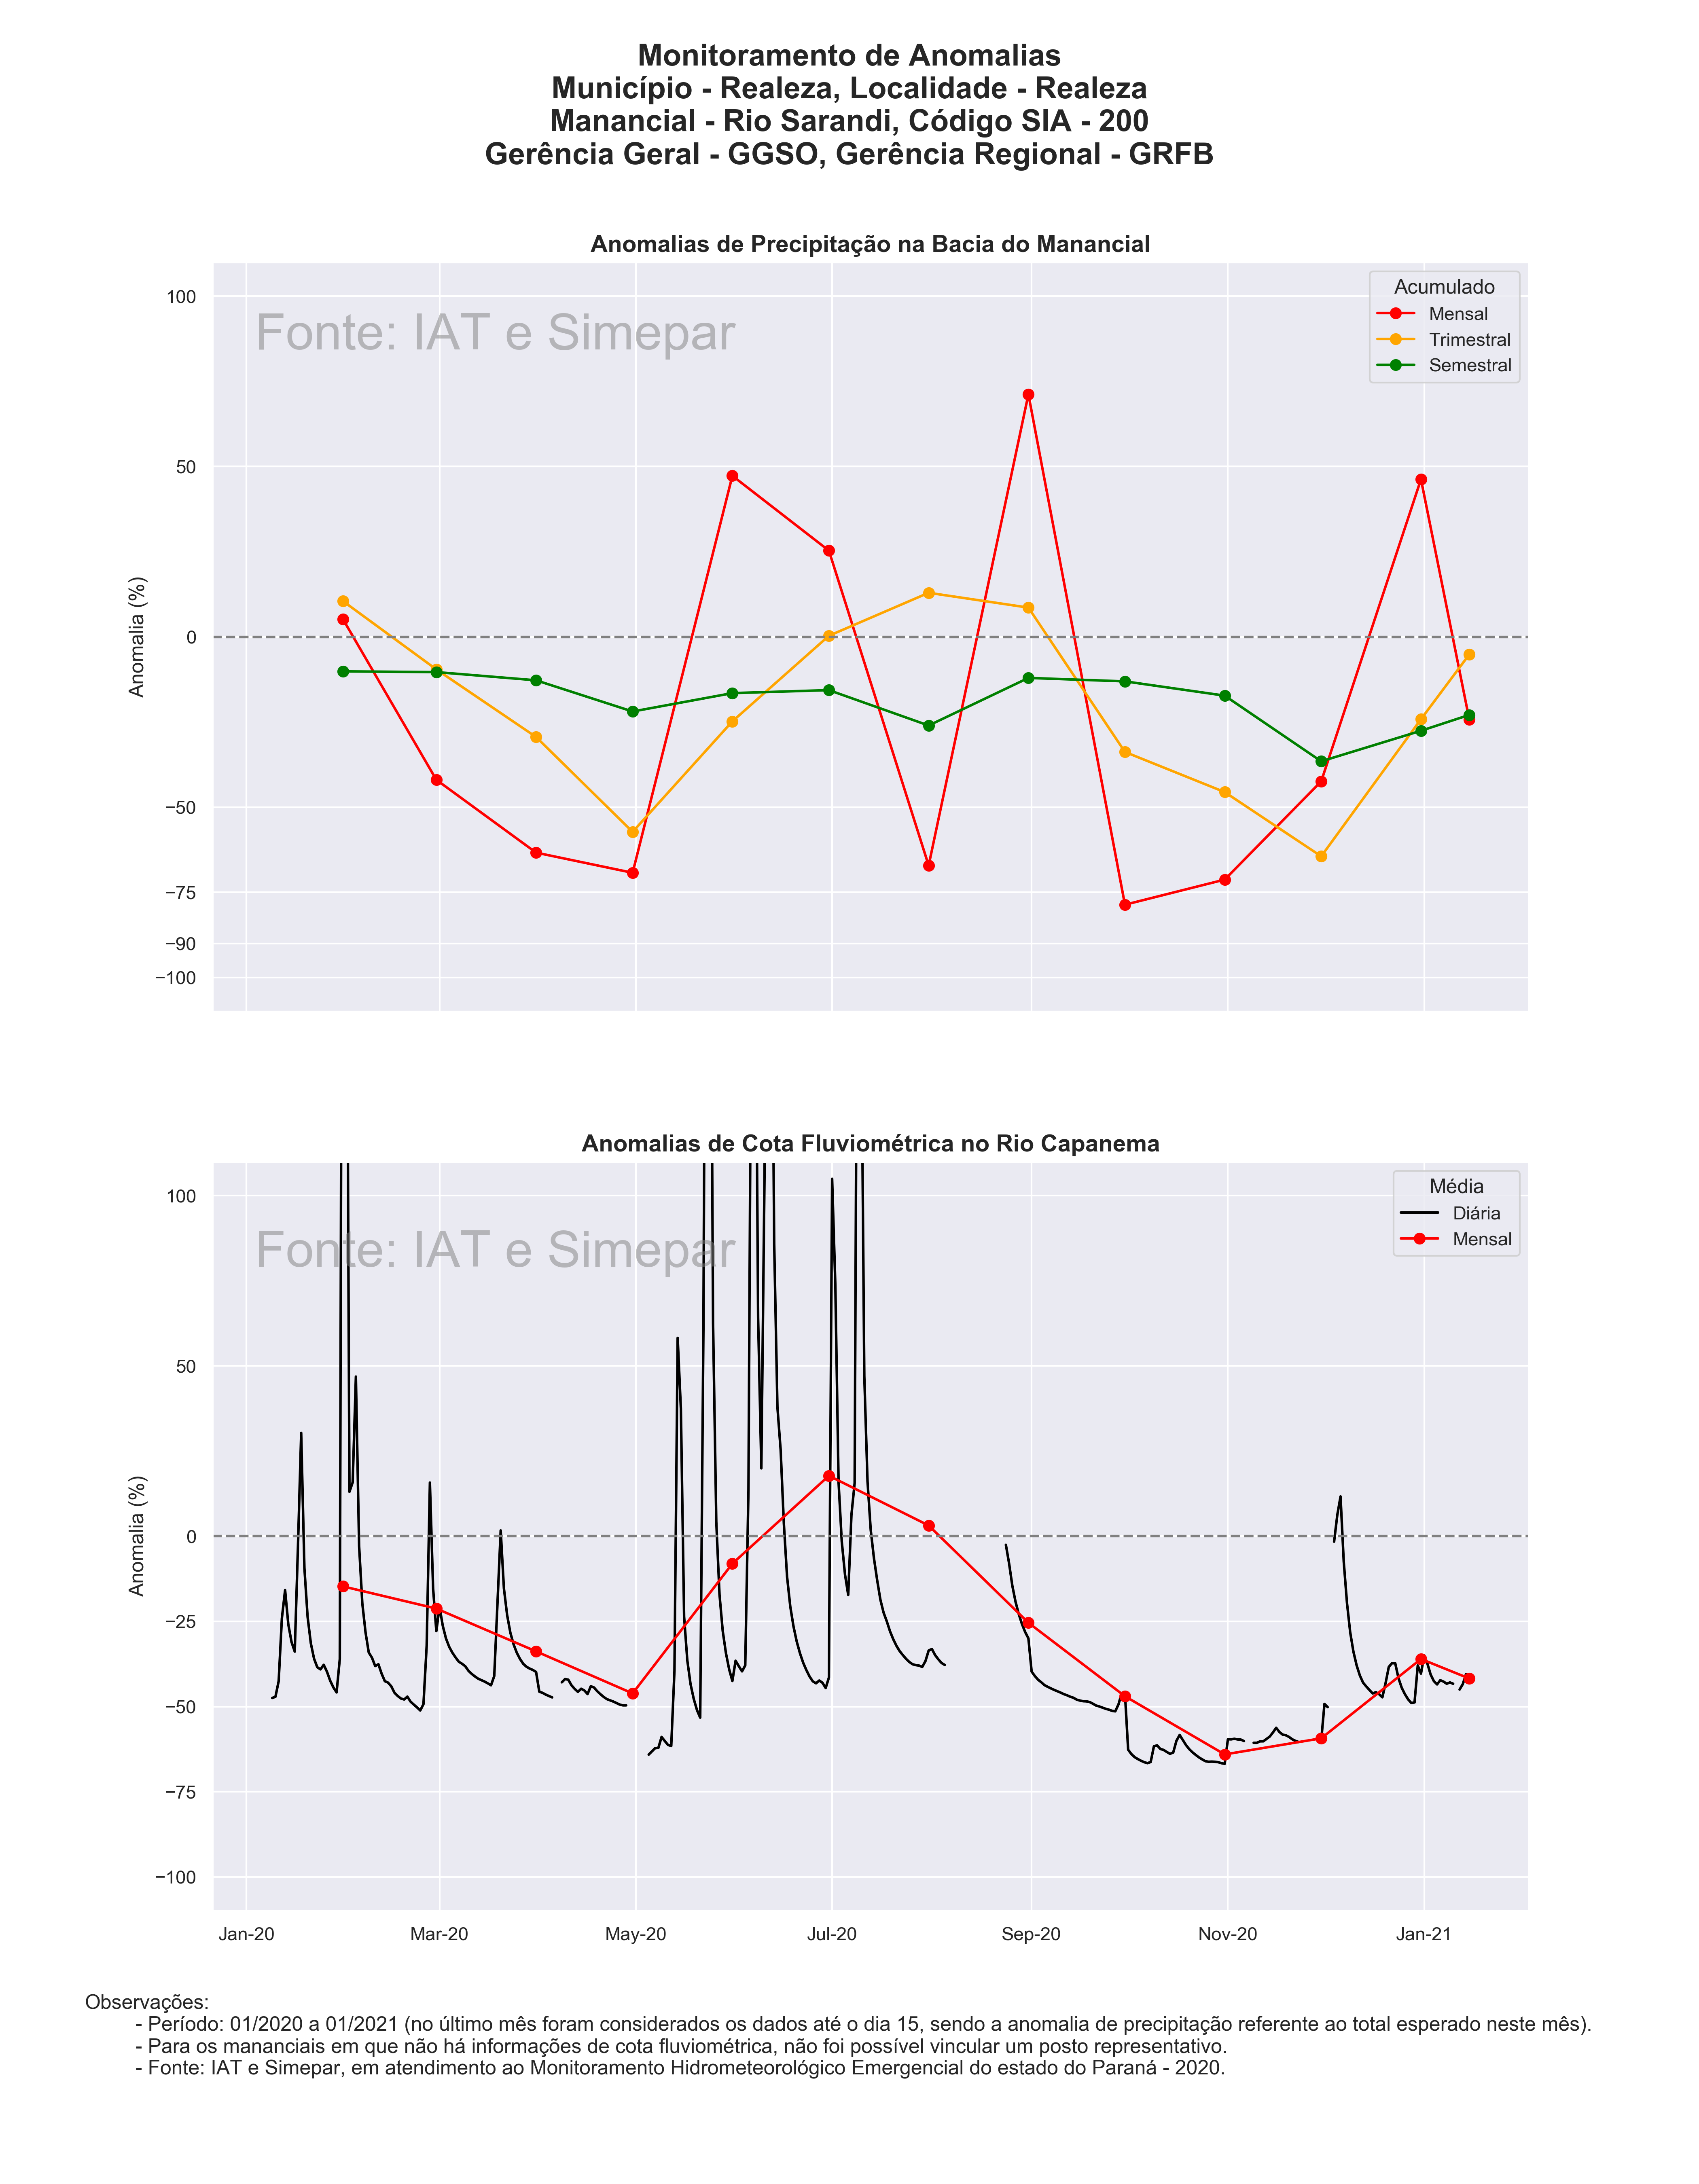 Monitoramento de Anomalias
Município - Realeza, Localidade - Realeza
Manancial - Rio Sarandi, Código SIA - 200
Gerência Geral - GGSO, Gerência Regional - GRFB
Anomalias de Precipitação na Bacia do Manancial
Fonte: IAT e Simepar
Acumulado
Mensal
Trimestral
Semestral
Anomalia (%)
100
50
0
−50
−75
−90
−100
Anomalias de Cota Fluviométrica no Rio Capanema
Fonte: IAT e Simepar
Média
Diária
Mensal
Anomalia (%)
100
50
0
−25
−50
−75
−100
Jan-20 Mar-20 May-20 Jul-20 Sep-20 Nov-20 Jan-21
Observações:
- Período: 01/2020 a 01/2021 (no último mês foram considerados os dados até o dia 15, sendo a anomalia de precipitação referente ao total esperado neste mês).
- Para os mananciais em que não há informações de cota fluviométrica, não foi possível vincular um posto representativo.
- Fonte: IAT e Simepar, em atendimento ao Monitoramento Hidrometeorológico Emergencial do estado do Paraná - 2020.